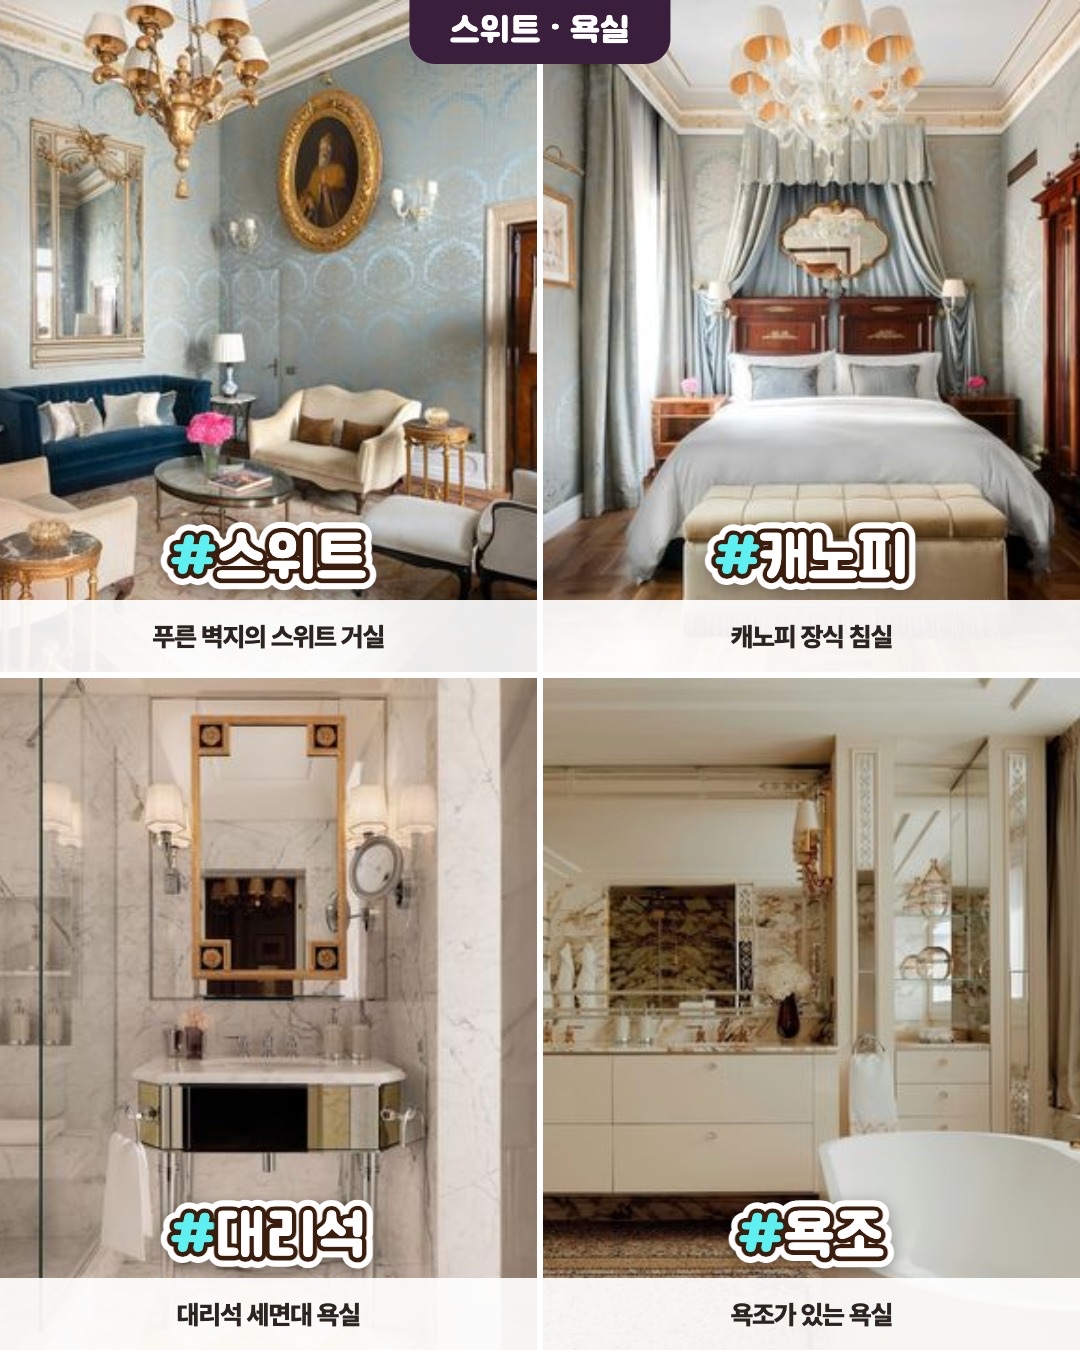 스위트 · 욕실
#스위트
푸른 벽지의 스위트 거실
#캐노피
캐노피 장식 침실
#대리석
대리석 세면대 욕실
#욕조
욕조가 있는 욕실